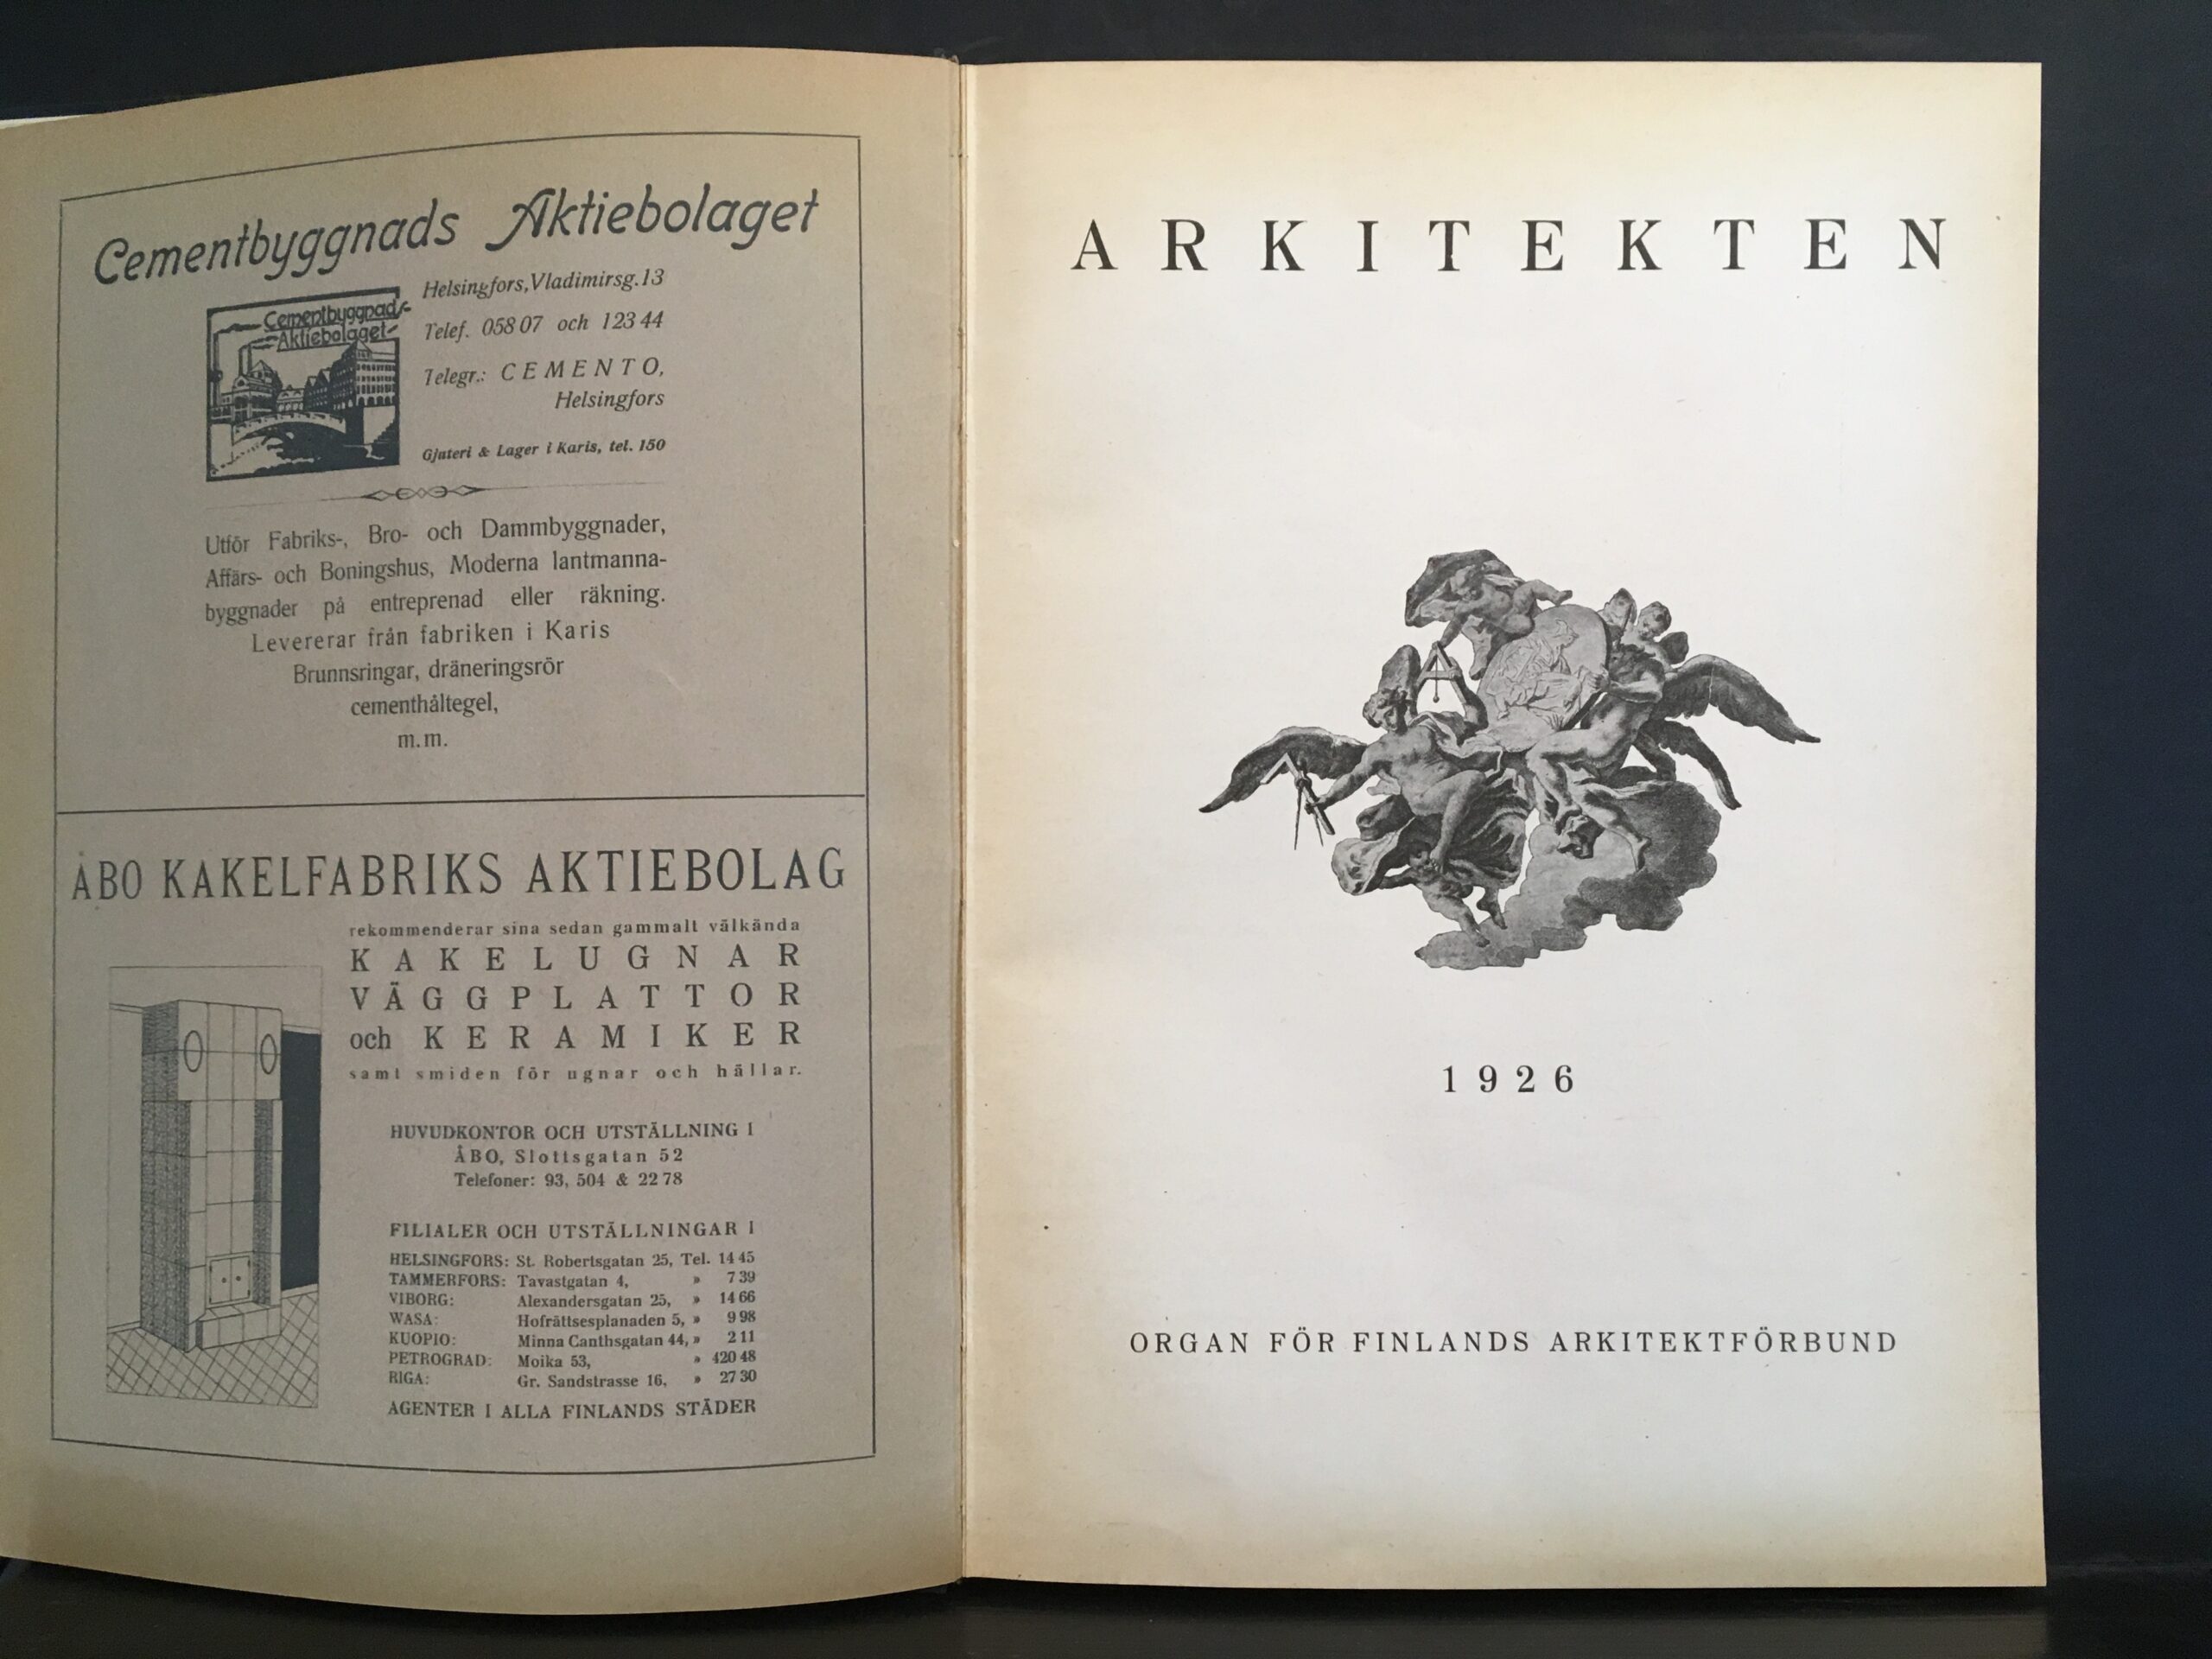 Cementbyggnads Aktiebolaget
Cementbyggnads-
Aktiebolaget
Helsingfors, Vladimirsg. 13
Telef. 058 07 och 123 44
Telegr.: CEMENTO,
Helsingfors
Gjuteri & Lager i Karis, tel. 150
Utför Fabriks-, Bro- och Dammbyggnader,
Affärs- och Boningshus, Moderna lantmanna-
byggnader på entreprenad eller räkning.
Levererar från fabriken i Karis
Brunnsringar, dräneringsrör
cementhåltegel,
m.m.
ÅBO KAKELFABRIKS AKTIEBOLAG
rekommenderar sina sedan gammalt välkända
KAKELUGNAR
VÄGGPLATTOR
och KERAMIKER
samt smiden för ugnar och hällar.
HUVUDKONTOR OCH UTSTÄLLNING I
ÅBO, Slottsgatan 52
Telefoner: 93, 504 & 22 78
FILIALER OCH UTSTÄLLNINGAR I
HELSINGFORS: St. Robertsgatan 25, Tel. 14 45
TAMMERFORS: Tavastgatan 4, » 7 39
VIBORG: Alexandersgatan 25, » 14 66
WASA: Hofrättsesplanaden 5, » 9 98
KUOPIO: Minna Canthsgatan 44, » 2 11
PETROGRAD: Moika 53, » 420 48
RIGA: Gr. Sandstrasse 16, » 27 30
AGENTER I ALLA FINLANDS STÄDER
ARKITEKTEN
1926
ORGAN FÖR FINLANDS ARKITEKTFÖRBUND